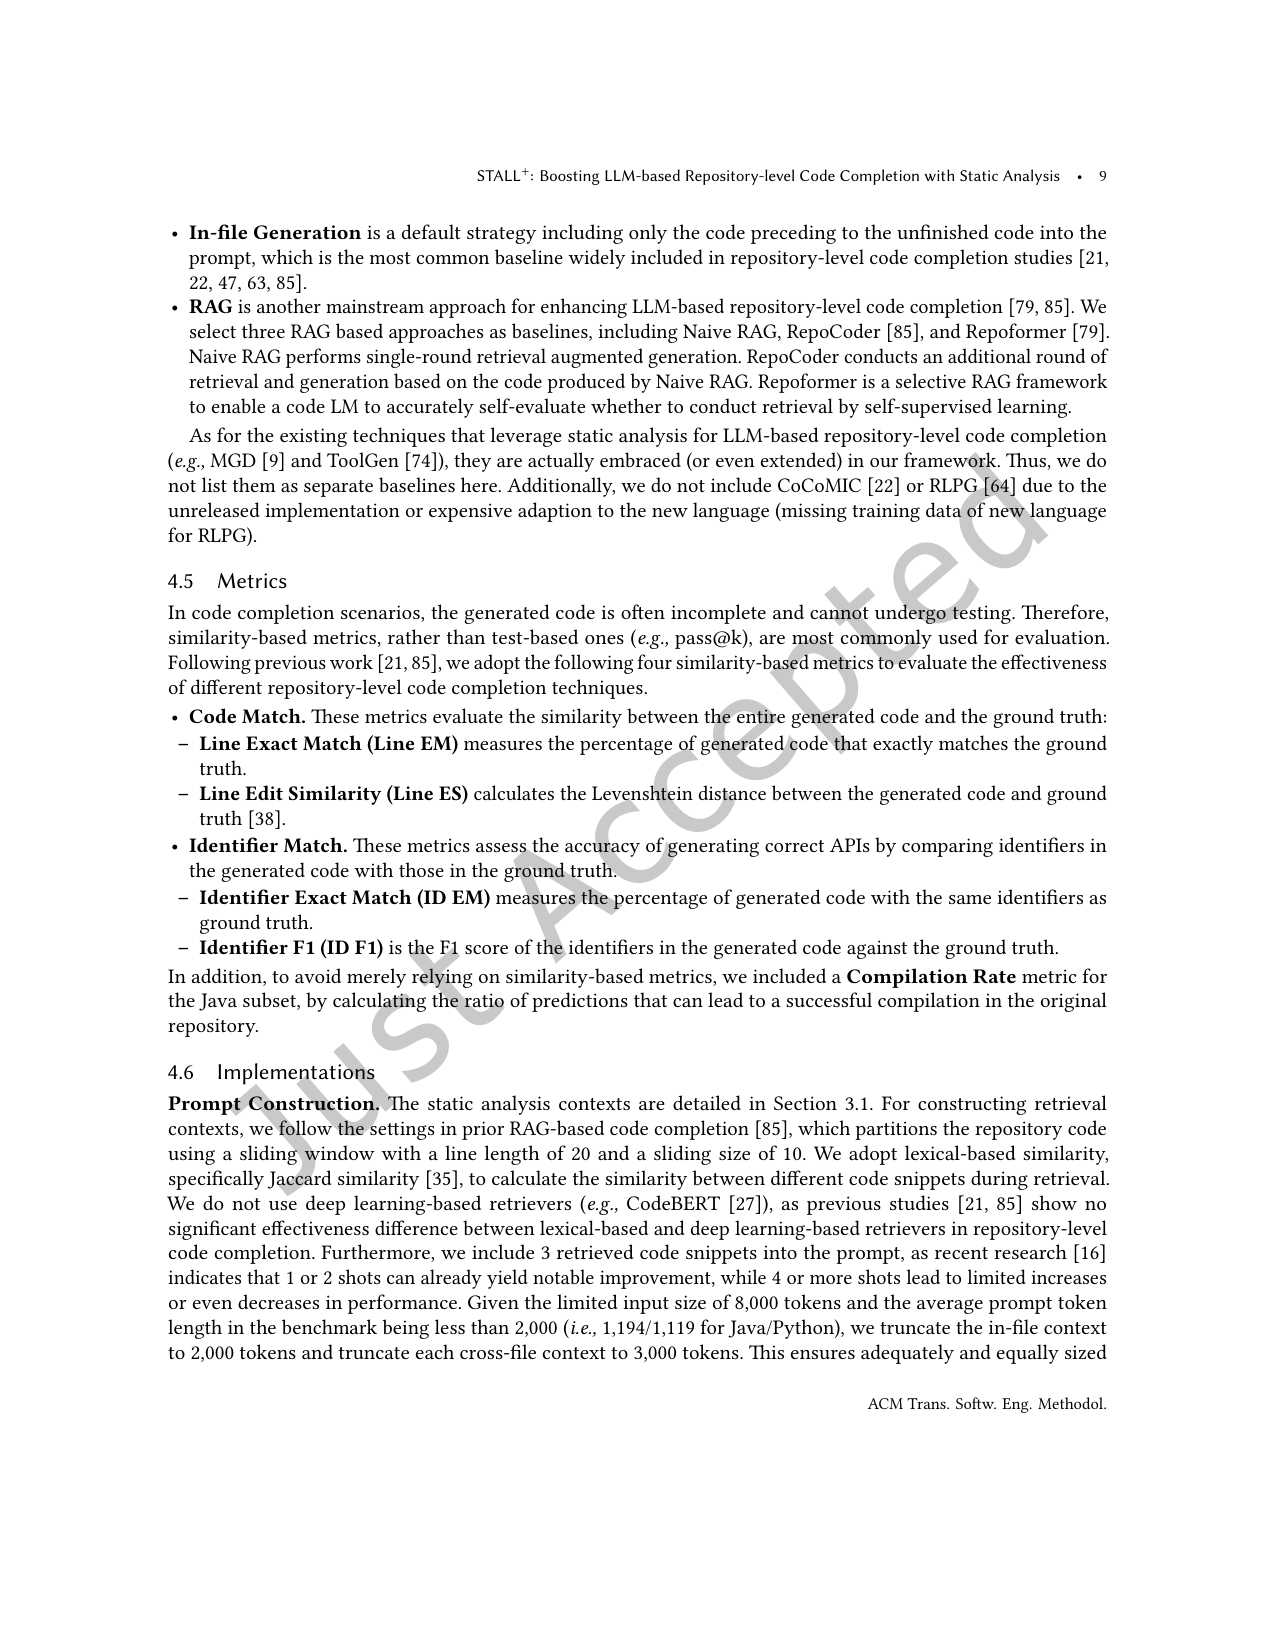 STALL+: Boosting LLM-based Repository-level Code Completion with Static Analysis • 9
• In-file Generation is a default strategy including only the code preceding to the unfinished code into the
prompt, which is the most common baseline widely included in repository-level code completion studies [21,
22, 47, 63, 85].
• RAG is another mainstream approach for enhancing LLM-based repository-level code completion [79, 85]. We
select three RAG based approaches as baselines, including Naive RAG, RepoCoder [85], and Repoformer [79].
Naive RAG performs single-round retrieval augmented generation. RepoCoder conducts an additional round of
retrieval and generation based on the code produced by Naive RAG. Repoformer is a selective RAG framework
to enable a code LM to accurately self-evaluate whether to conduct retrieval by self-supervised learning.
As for the existing techniques that leverage static analysis for LLM-based repository-level code completion
(e.g., MGD [9] and ToolGen [74]), they are actually embraced (or even extended) in our framework. Thus, we do
not list them as separate baselines here. Additionally, we do not include CoCoMIC [22] or RLPG [64] due to the
unreleased implementation or expensive adaption to the new language (missing training data of new language
for RLPG).
4.5 Metrics
In code completion scenarios, the generated code is often incomplete and cannot undergo testing. Therefore,
similarity-based metrics, rather than test-based ones (e.g., pass@k), are most commonly used for evaluation.
Following previous work [21, 85], we adopt the following four similarity-based metrics to evaluate the effectiveness
of different repository-level code completion techniques.
• Code Match. These metrics evaluate the similarity between the entire generated code and the ground truth:
– Line Exact Match (Line EM) measures the percentage of generated code that exactly matches the ground
truth.
– Line Edit Similarity (Line ES) calculates the Levenshtein distance between the generated code and ground
truth [38].
• Identifier Match. These metrics assess the accuracy of generating correct APIs by comparing identifiers in
the generated code with those in the ground truth.
– Identifier Exact Match (ID EM) measures the percentage of generated code with the same identifiers as
ground truth.
– Identifier F1 (ID F1) is the F1 score of the identifiers in the generated code against the ground truth.
In addition, to avoid merely relying on similarity-based metrics, we included a Compilation Rate metric for
the Java subset, by calculating the ratio of predictions that can lead to a successful compilation in the original
repository.
4.6 Implementations
Prompt Construction. The static analysis contexts are detailed in Section 3.1. For constructing retrieval
contexts, we follow the settings in prior RAG-based code completion [85], which partitions the repository code
using a sliding window with a line length of 20 and a sliding size of 10. We adopt lexical-based similarity,
specifically Jaccard similarity [35], to calculate the similarity between different code snippets during retrieval.
We do not use deep learning-based retrievers (e.g., CodeBERT [27]), as previous studies [21, 85] show no
significant effectiveness difference between lexical-based and deep learning-based retrievers in repository-level
code completion. Furthermore, we include 3 retrieved code snippets into the prompt, as recent research [16]
indicates that 1 or 2 shots can already yield notable improvement, while 4 or more shots lead to limited increases
or even decreases in performance. Given the limited input size of 8,000 tokens and the average prompt token
length in the benchmark being less than 2,000 (i.e., 1,194/1,119 for Java/Python), we truncate the in-file context
to 2,000 tokens and truncate each cross-file context to 3,000 tokens. This ensures adequately and equally sized
ACM Trans. Softw. Eng. Methodol.
Just Accepted